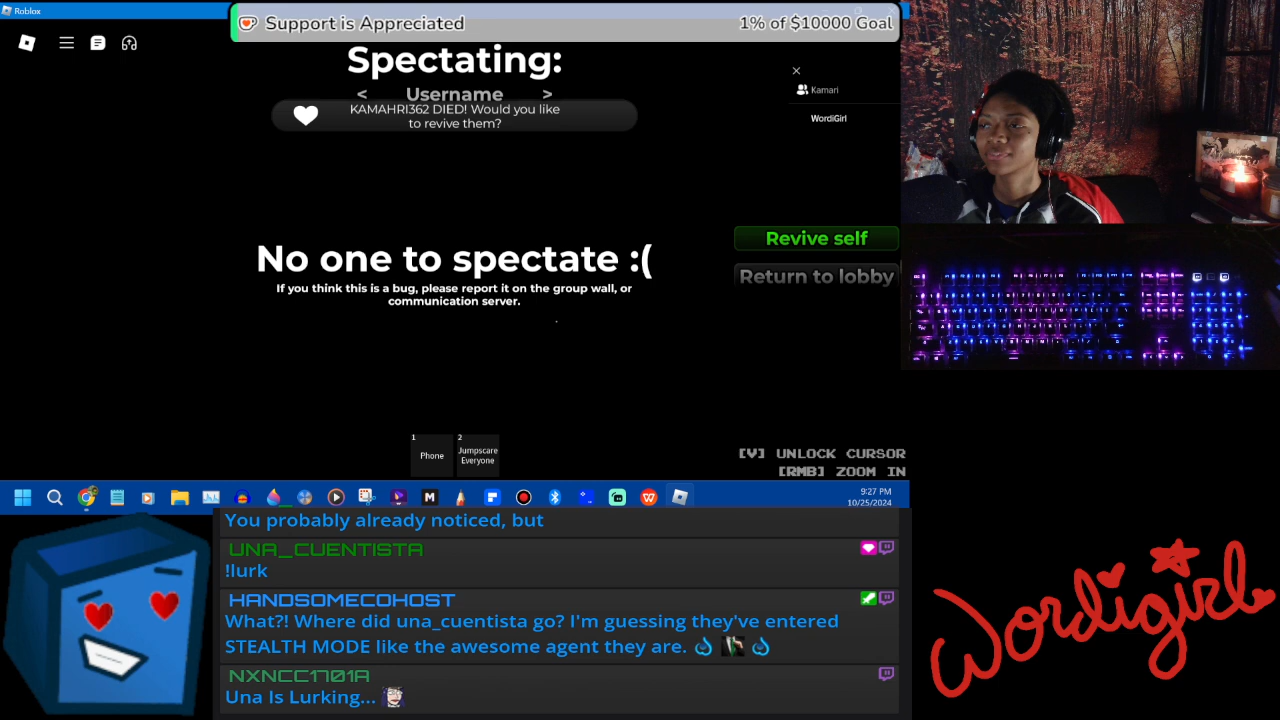 Roblox
Support is Appreciated
1% of $10000 Goal
Spectating:
< Username >
KAMAHRI362 DIED! Would you like
to revive them?
Kamari
WordiGirl
No one to spectate :(
If you think this is a bug, please report it on the group wall, or
communication server.
Revive self
Return to lobby
1
Phone
2
Jumpscare
Everyone
[V] UNLOCK CURSOR
[RMB] ZOOM IN
9:27 PM
10/25/2024
You probably already noticed, but
UNA_CUENTISTA
!lurk
HANDSOMECOHOST
What?! Where did una_cuentista go? I'm guessing they've entered
STEALTH MODE like the awesome agent they are.
NXNCC1701A
Una Is Lurking...
Wordigirl